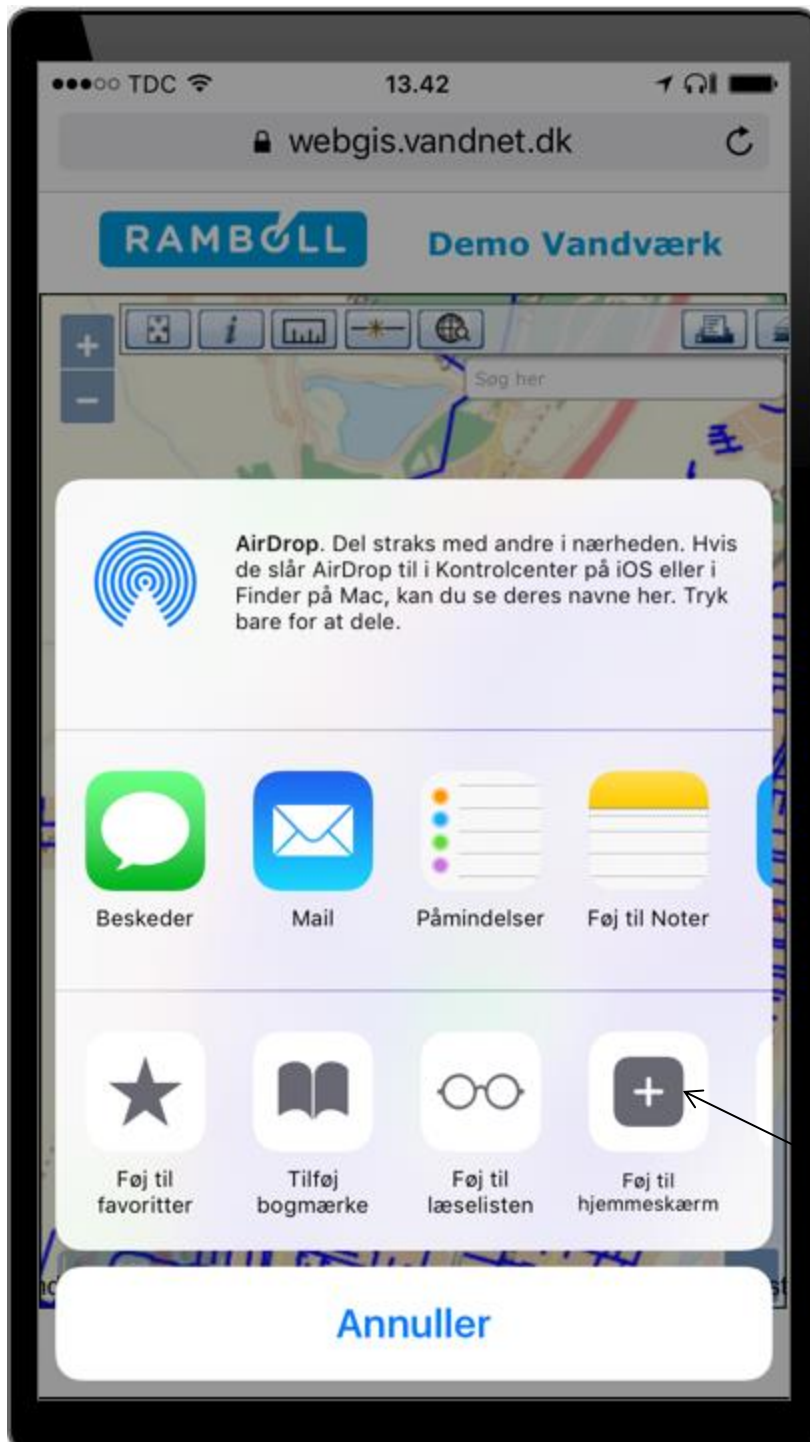 TDC 13.42
webgis.vandnet.dk
RAMBOLL Demo Vandværk
Søg her
AirDrop. Del straks med andre i nærheden. Hvis
de slår AirDrop til i Kontrolcenter på iOS eller i
Finder på Mac, kan du se deres navne her. Tryk
bare for at dele.
Beskeder Mail Påmindelser Føj til Noter
Føj til favoritter
Tilføj bogmærke
Føj til læselisten
Føj til hjemmeskærm
Annuller